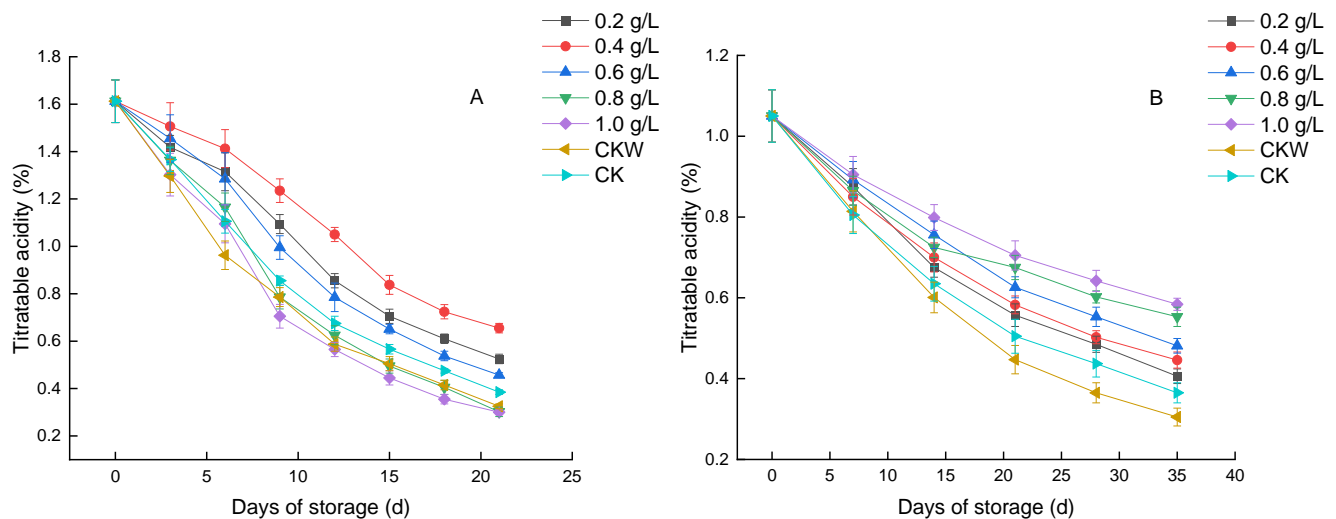 0.2 g/L
0.4 g/L
0.6 g/L
0.8 g/L
1.0 g/L
CKW
CK
A
Titratable acidity (%)
1.8
1.6
1.4
1.2
1.0
0.8
0.6
0.4
0.2
0 5 10 15 20 25
Days of storage (d)
0.2 g/L
0.4 g/L
0.6 g/L
0.8 g/L
1.0 g/L
CKW
CK
B
Titratable acidity (%)
1.2
1.0
0.8
0.6
0.4
0.2
0 5 10 15 20 25 30 35 40
Days of storage (d)